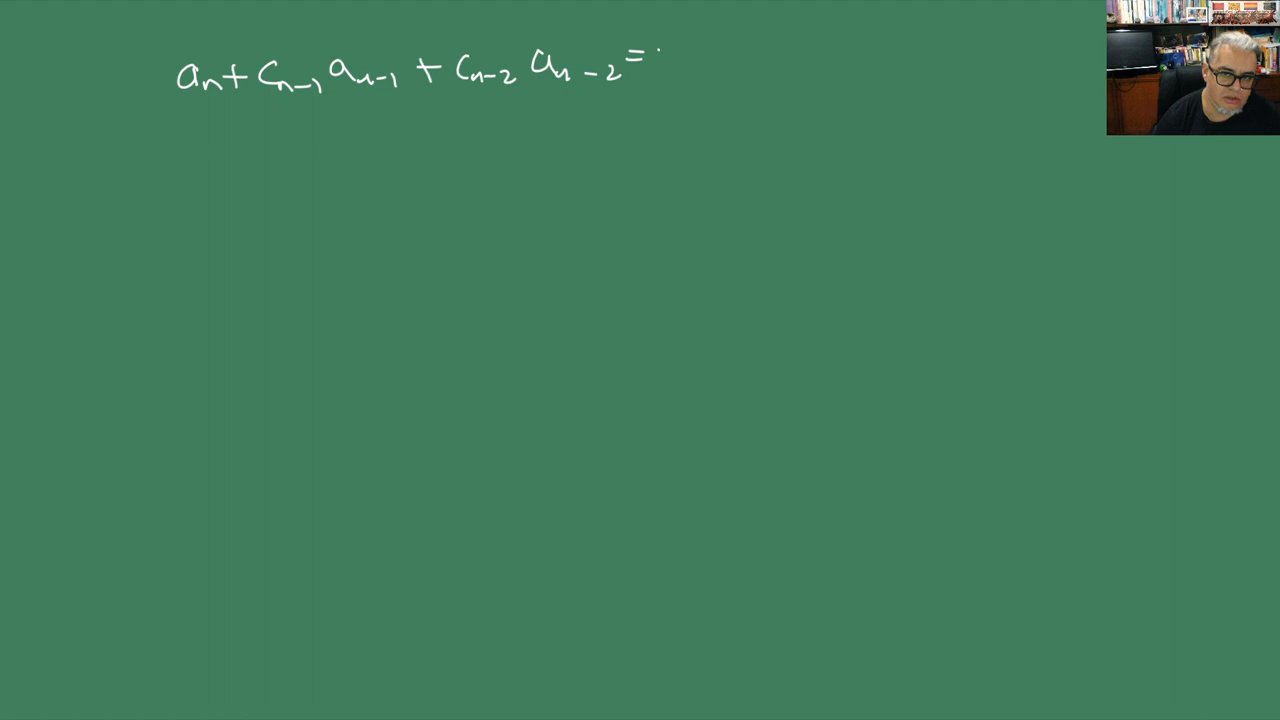 aₙ + cₙ₋₁ aₙ₋₁ + cₙ₋₂ aₙ₋₂ =